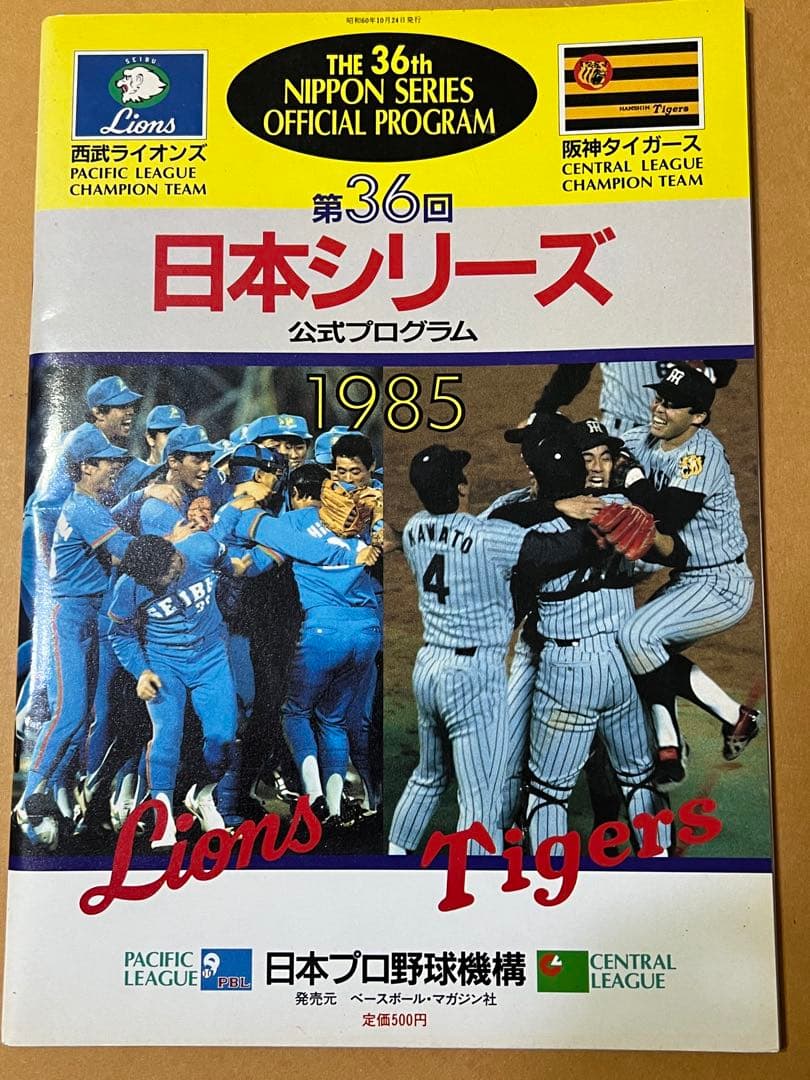 昭和60年10月24日発行
SEIBU
Lions
西武ライオンズ
PACIFIC LEAGUE
CHAMPION TEAM
THE 36th
NIPPON SERIES
OFFICIAL PROGRAM
HANSHIN Tigers
阪神タイガース
CENTRAL LEAGUE
CHAMPION TEAM
第36回
日本シリーズ
公式プログラム
1985
SEIBU
KAWATO
4
Lions
Tigers
PACIFIC
LEAGUE
PBL
日本プロ野球機構
CENTRAL
LEAGUE
発売元 ベースボール・マガジン社
定価500円